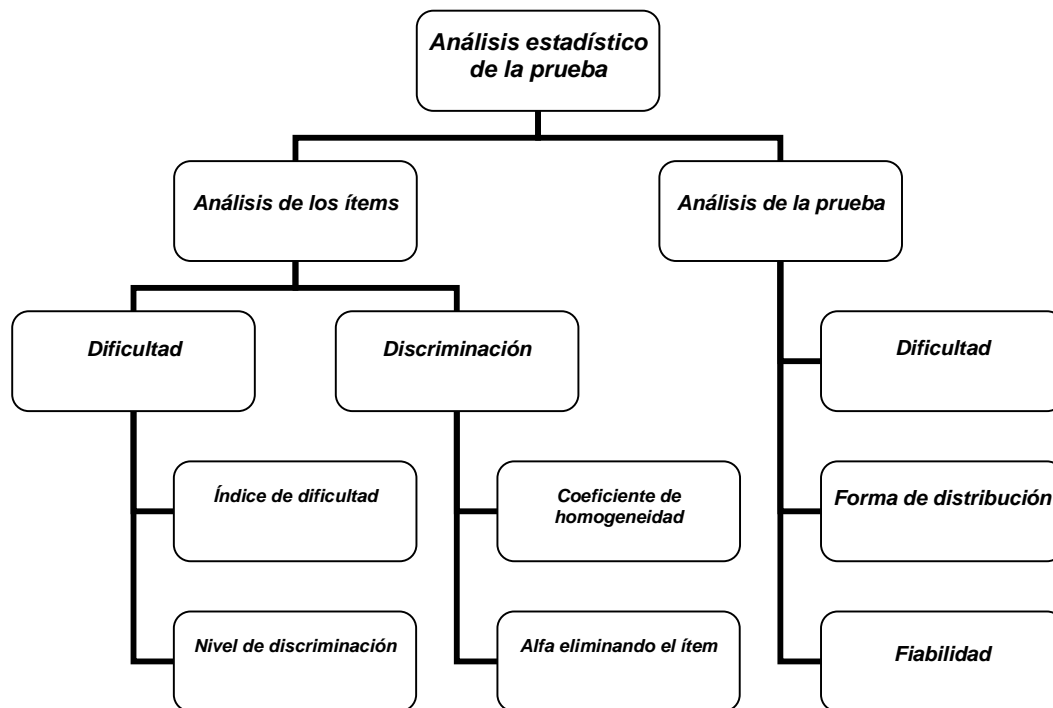 Análisis estadístico
de la prueba
Análisis de los ítems
Análisis de la prueba
Dificultad
Discriminación
Dificultad
Índice de dificultad
Coeficiente de
homogeneidad
Forma de distribución
Nivel de discriminación
Alfa eliminando el ítem
Fiabilidad